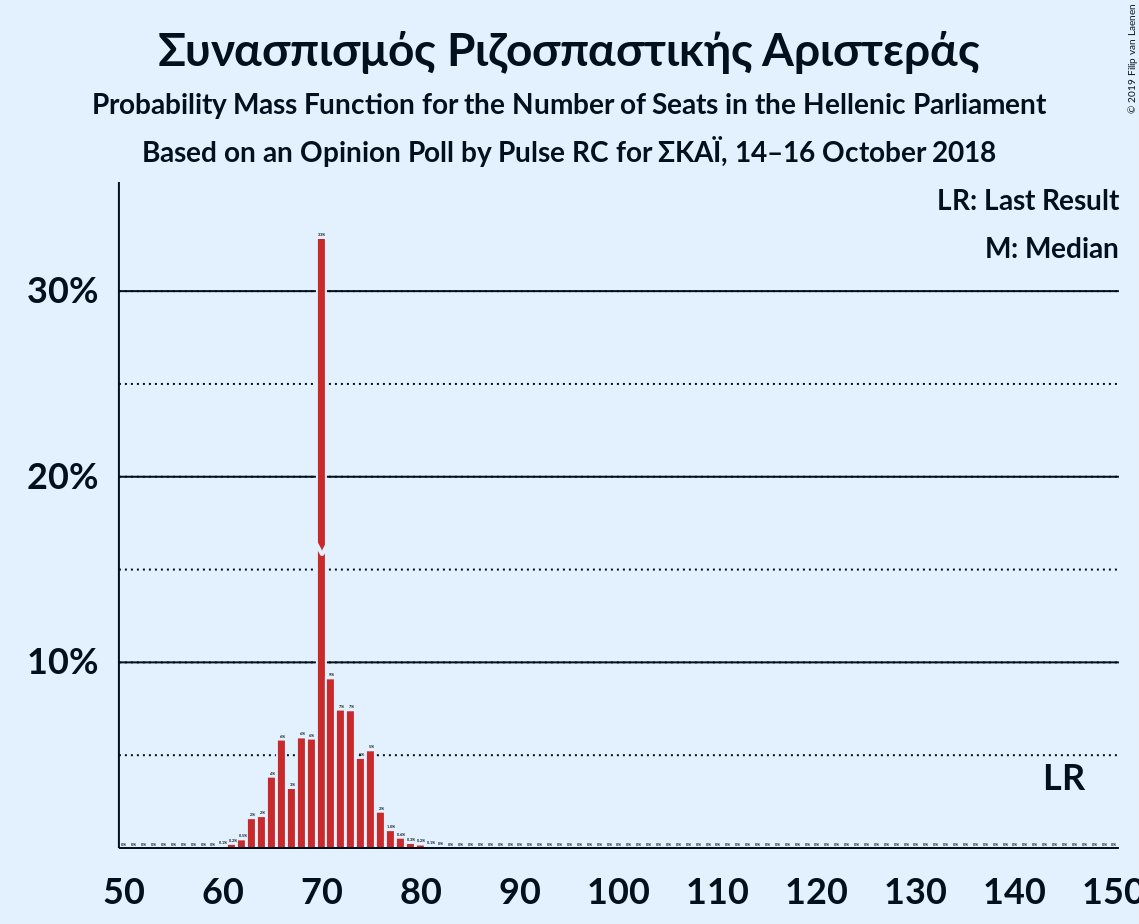 Συνασπισμός Ριζοσπαστικής Αριστεράς
Probability Mass Function for the Number of Seats in the Hellenic Parliament
Based on an Opinion Poll by Pulse RC for ΣΚΑΪ, 14–16 October 2018
© 2019 Filip van Laenen
LR: Last Result
M: Median
30%
20%
10%
LR
50 60 70 80 90 100 110 120 130 140 150